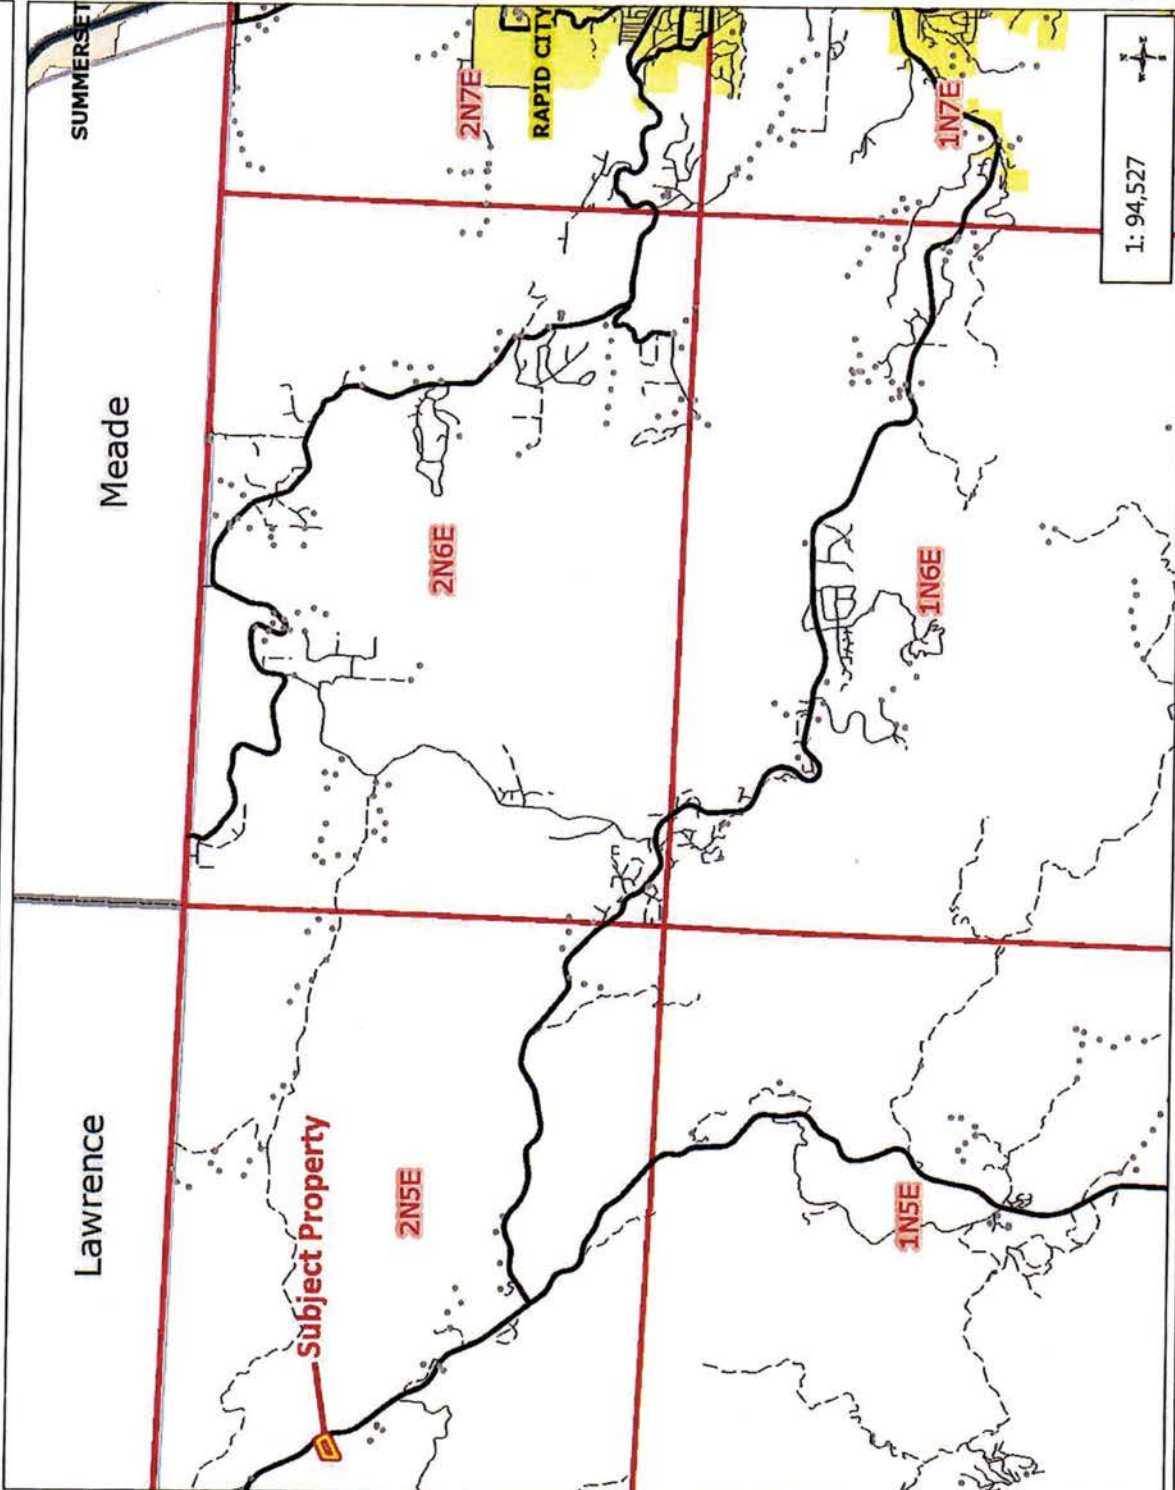 Lawrence
Meade
SUMMERSET
Subject Property
2N5E
2N6E
2N7E
RAPID CITY
1N5E
1N6E
1N7E
1: 94,527